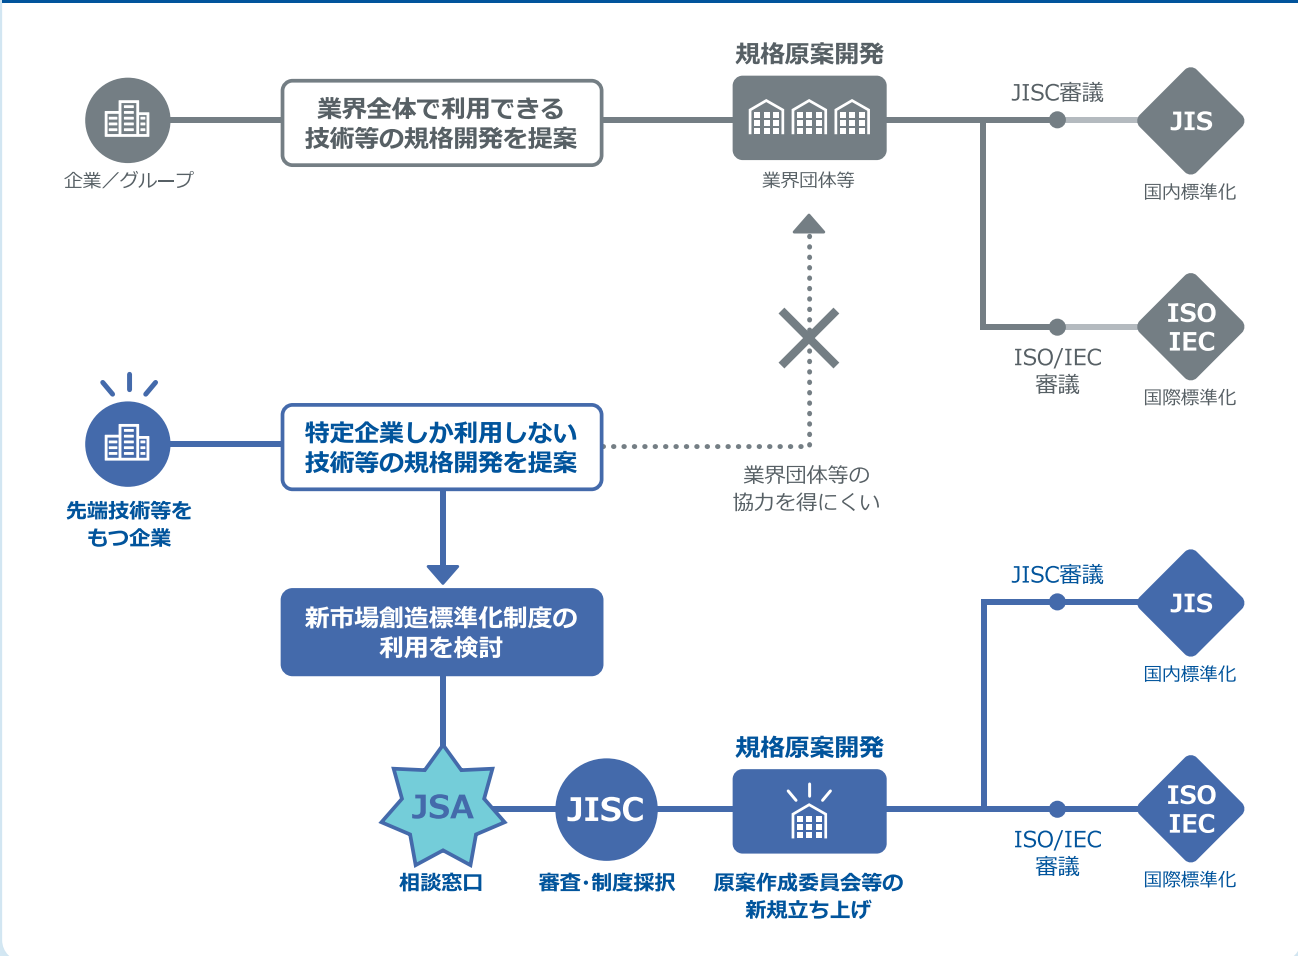 規格原案開発
業界全体で利用できる
技術等の規格開発を提案
企業／グループ
業界団体等
JISC審議
JIS
国内標準化
ISO
IEC
ISO/IEC
審議
国際標準化
特定企業しか利用しない
技術等の規格開発を提案
先端技術等を
もつ企業
業界団体等の
協力を得にくい
新市場創造標準化制度の
利用を検討
JISC審議
JIS
国内標準化
JSA
相談窓口
JISC
審査・制度採択
規格原案開発
原案作成委員会等の
新規立ち上げ
ISO
IEC
ISO/IEC
審議
国際標準化